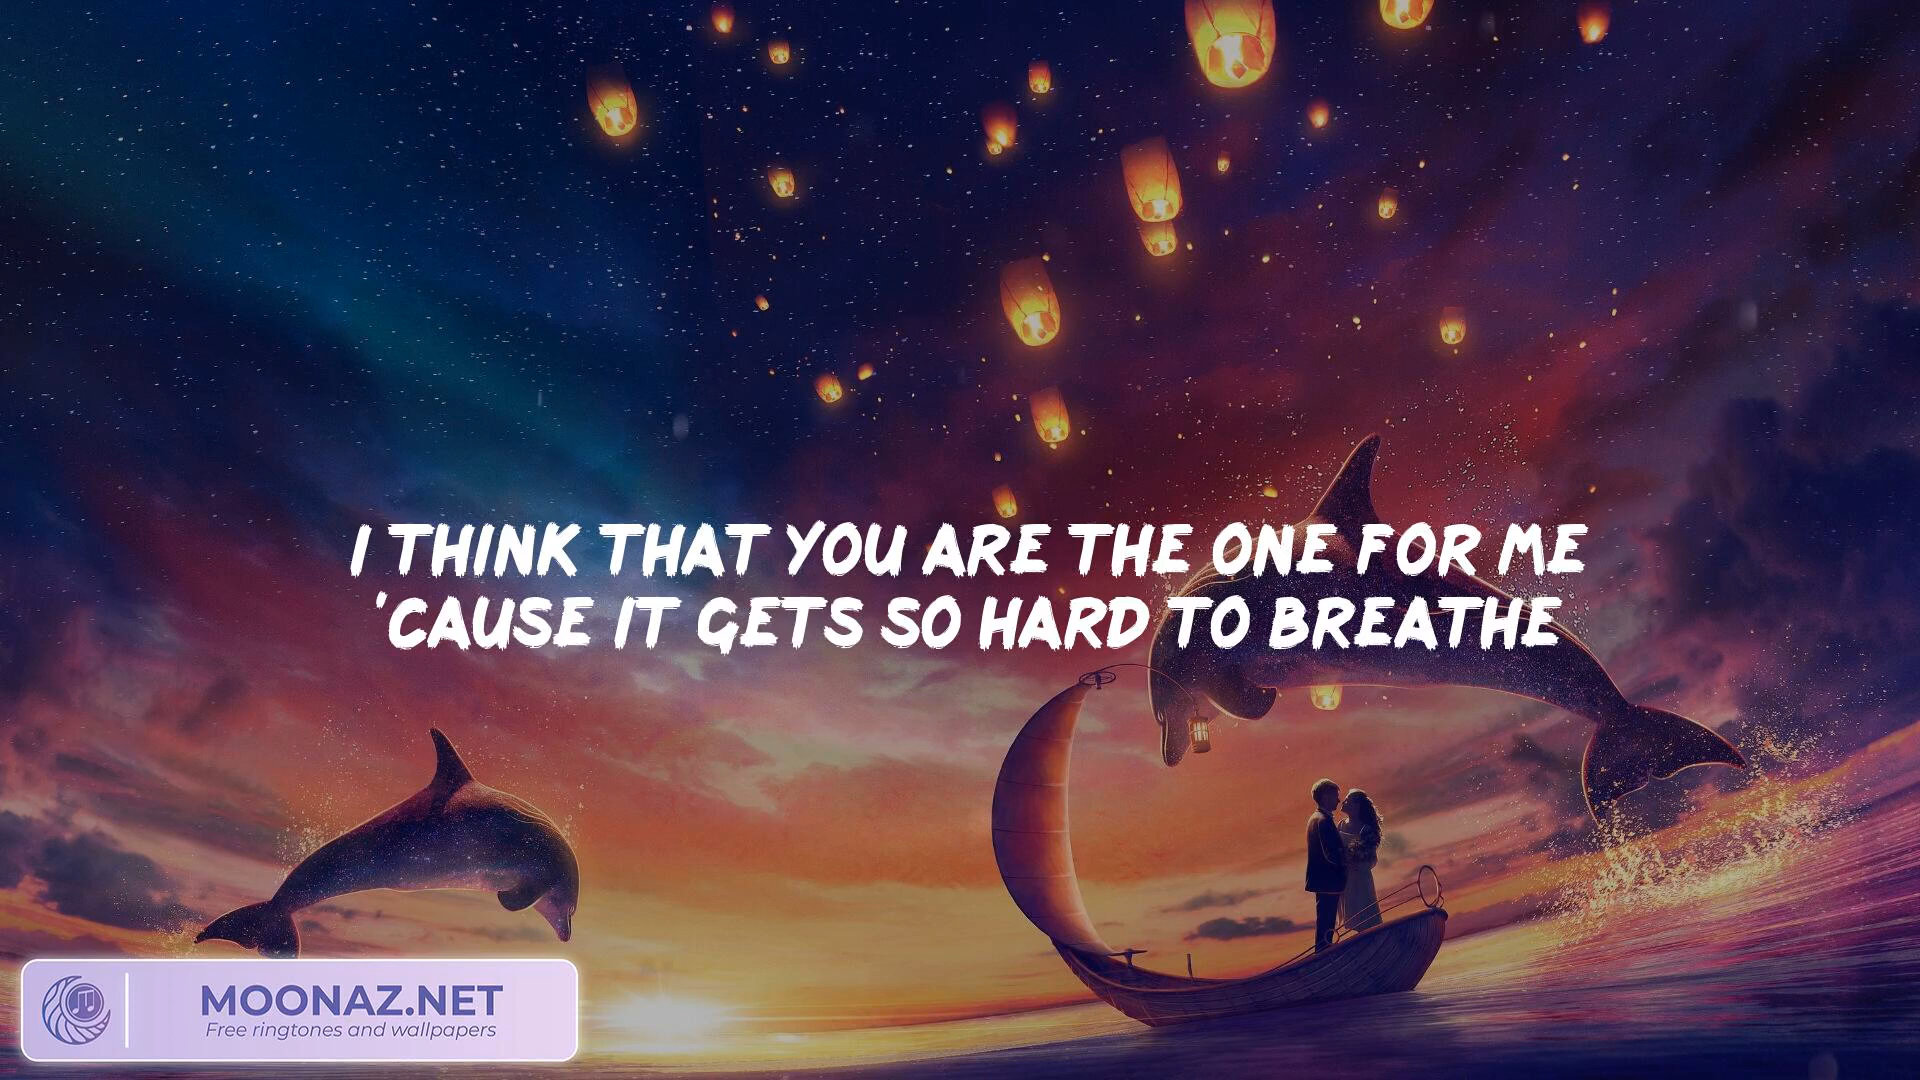 I THINK THAT YOU ARE THE ONE FOR ME
'CAUSE IT GETS SO HARD TO BREATHE
MOONAZ.NET
Free ringtones and wallpapers